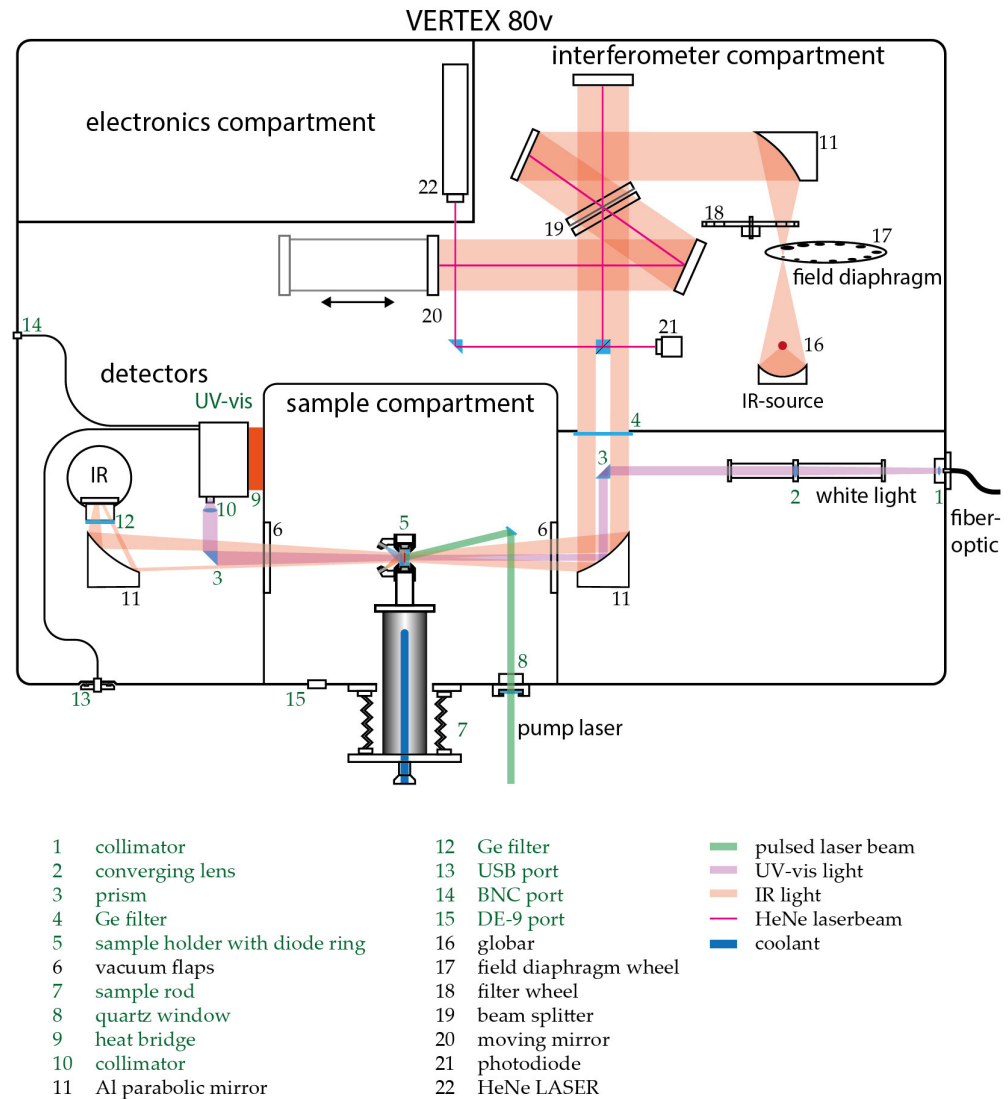 VERTEX 80v
interferometer compartment
electronics compartment
11
22
18
19
17
field diaphragm
20
21
16
14
detectors
UV-vis
sample compartment
IR-source
4
IR
3
10
9
12
6
5
6
2
white light
1
fiber-
optic
3
11
11
8
13
15
7
pump laser
1 collimator
2 converging lens
3 prism
4 Ge filter
5 sample holder with diode ring
6 vacuum flaps
7 sample rod
8 quartz window
9 heat bridge
10 collimator
11 Al parabolic mirror
12 Ge filter
13 USB port
14 BNC port
15 DE-9 port
16 globar
17 field diaphragm wheel
18 filter wheel
19 beam splitter
20 moving mirror
21 photodiode
22 HeNe LASER
pulsed laser beam
UV-vis light
IR light
HeNe laserbeam
coolant